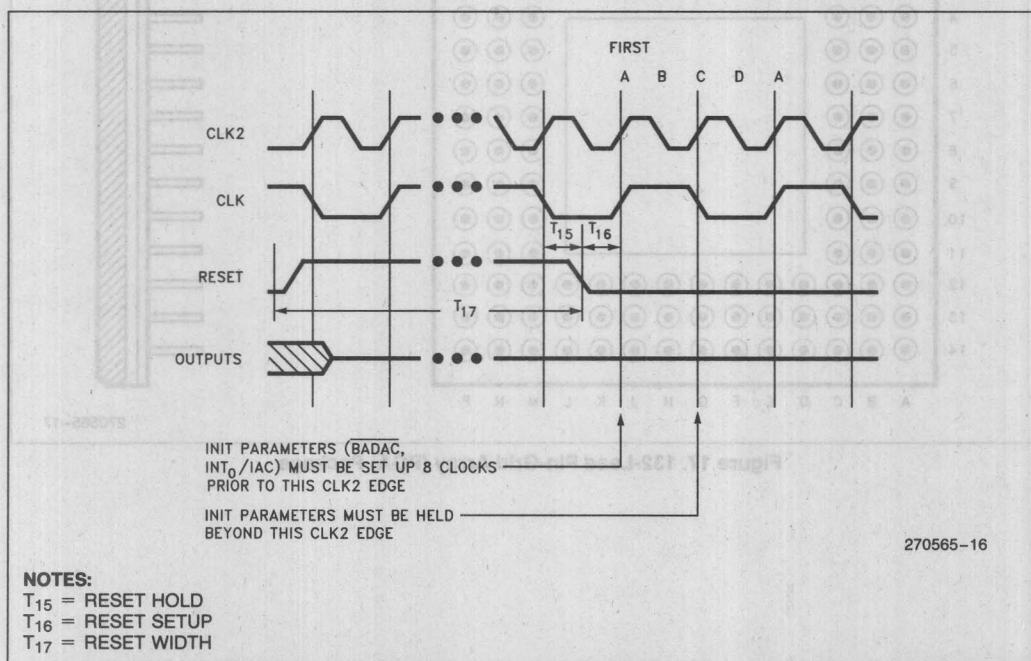 FIRST
A B C D A
CLK2
CLK
T15 T16
RESET
T17
OUTPUTS
INIT PARAMETERS (BADAC,
INT0/IAC) MUST BE SET UP 8 CLOCKS
PRIOR TO THIS CLK2 EDGE
INIT PARAMETERS MUST BE HELD
BEYOND THIS CLK2 EDGE
270565-16
NOTES:
T15 = RESET HOLD
T16 = RESET SETUP
T17 = RESET WIDTH